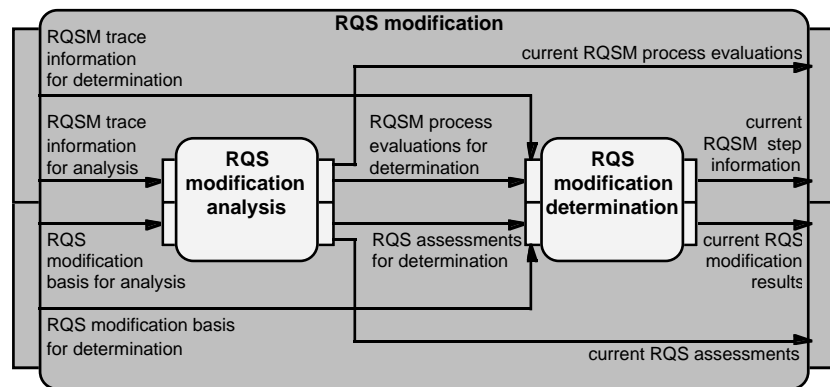 RQS modification
RQSM trace
information
for determination
current RQSM process evaluations
RQSM trace
information
for analysis
RQS
modification
analysis
RQSM process
evaluations for
determination
RQS
modification
determination
current
RQSM step
information
RQS
modification
basis for analysis
RQS assessments
for determination
current RQS
modification
results
RQS modification basis
for determination
current RQS assessments